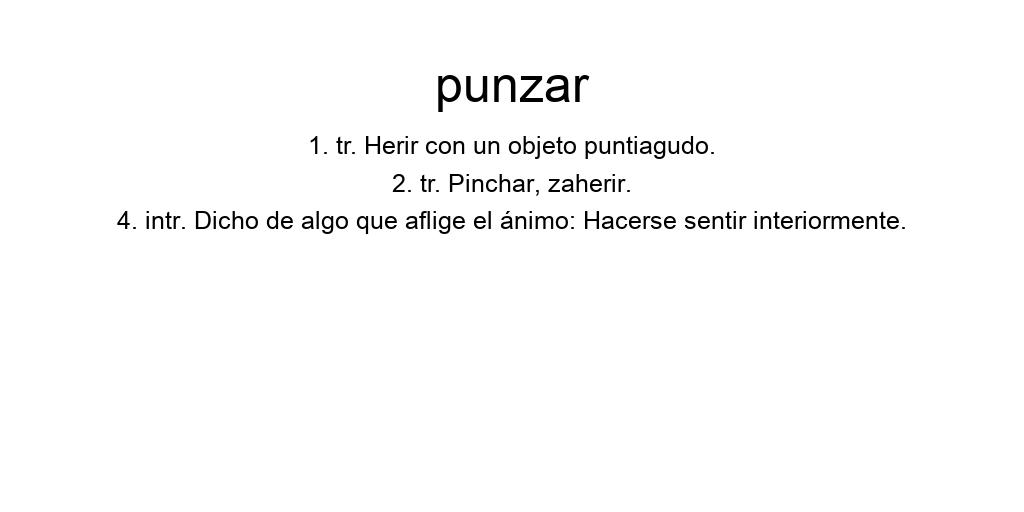 punzar
1. tr. Herir con un objeto puntiagudo.
2. tr. Pinchar, zaherir.
4. intr. Dicho de algo que aflige el ánimo: Hacerse sentir interiormente.